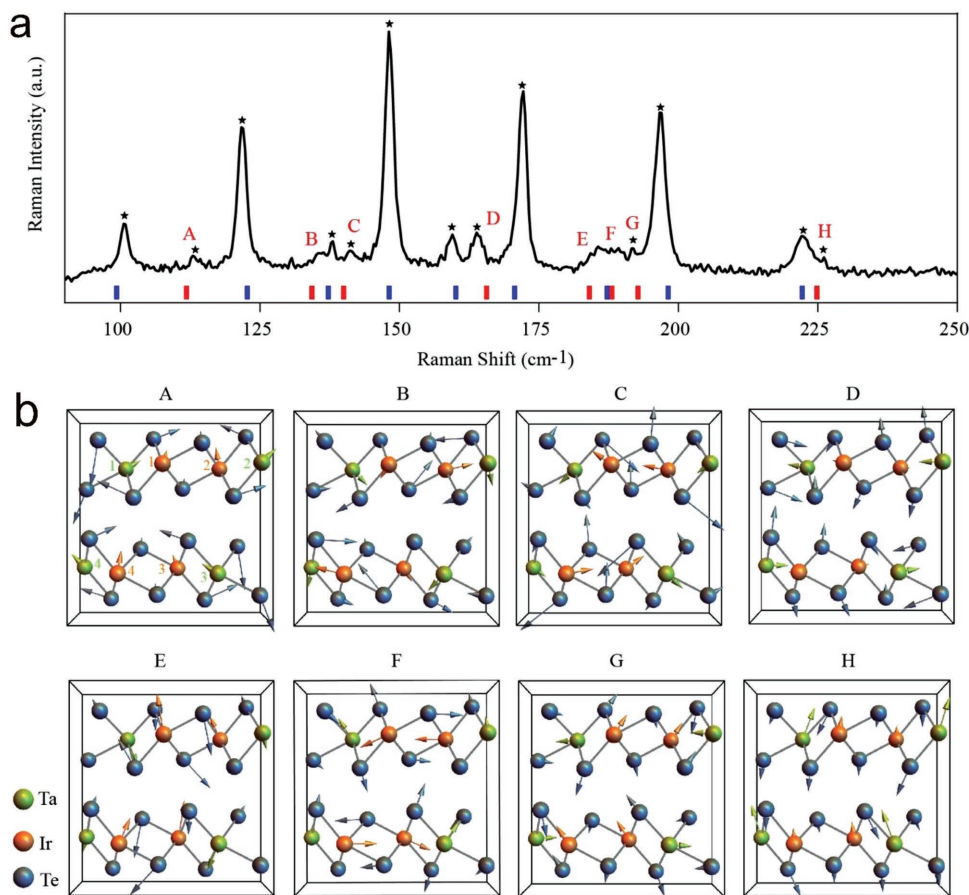 a
Raman Intensity (a.u.)
A
B
C
D
E
F
G
H
100
125
150
175
200
225
250
Raman Shift (cm-1)
b
A
B
C
D
1
1
2
2
4
4
3
3
E
F
G
H
Ta
Ir
Te